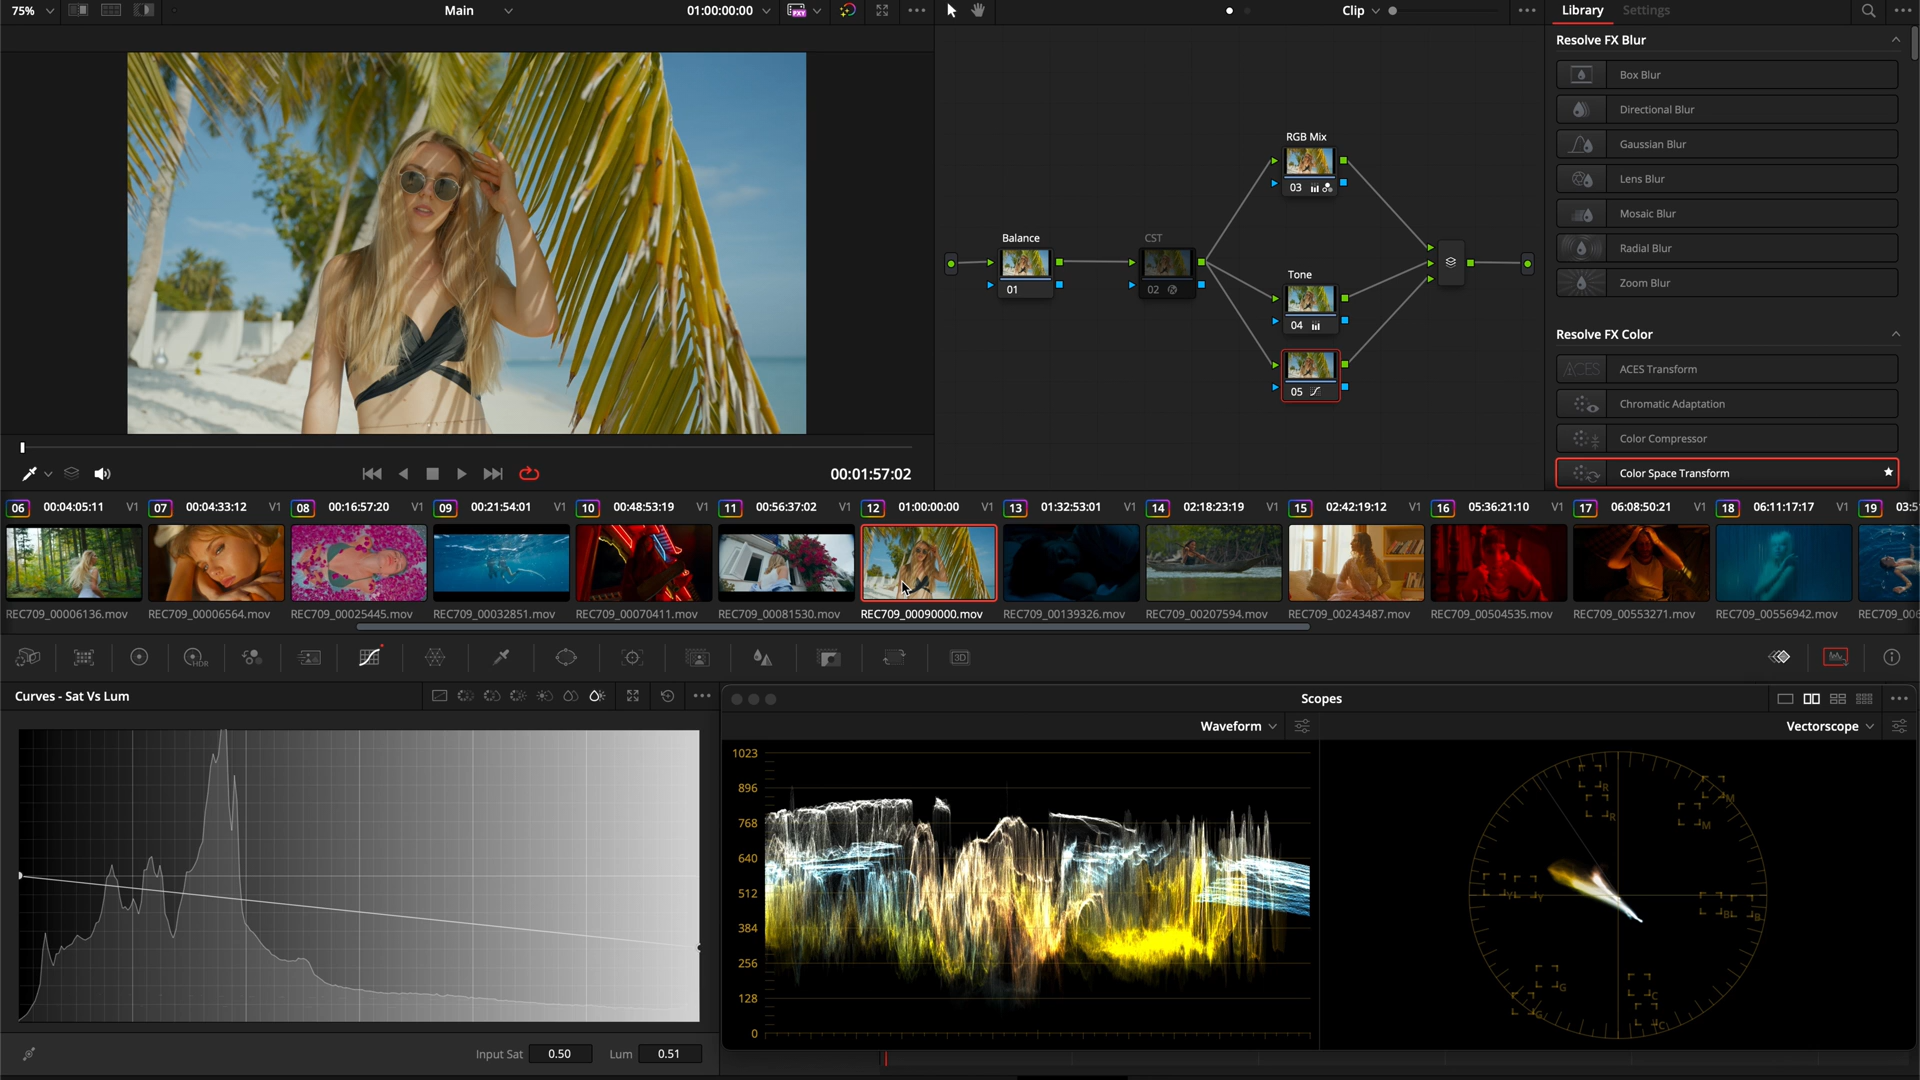 75%
Main
01:00:00:00
PXY
Clip
Library
Settings
Resolve FX Blur
Box Blur
Directional Blur
Gaussian Blur
Lens Blur
Mosaic Blur
Radial Blur
Zoom Blur
Resolve FX Color
ACES
ACES Transform
Chromatic Adaptation
Color Compressor
Color Space Transform
RGB Mix
03
Balance
01
CST
02
Tone
04
05
00:01:57:02
06 00:04:05:11 V1
07 00:04:33:12 V1
08 00:16:57:20 V1
09 00:21:54:01 V1
10 00:48:53:19 V1
11 00:56:37:02 V1
12 01:00:00:00 V1
13 01:32:53:01 V1
14 02:18:23:19 V1
15 02:42:19:12 V1
16 05:36:21:10 V1
17 06:08:50:21 V1
18 06:11:17:17 V1
19
REC709_00006136.mov
REC709_00006564.mov
REC709_00025445.mov
REC709_00032851.mov
REC709_00070411.mov
REC709_00081530.mov
REC709_00090000.mov
REC709_00139326.mov
REC709_00207594.mov
REC709_00243487.mov
REC709_00504535.mov
REC709_00553271.mov
REC709_00556942.mov
HDR
3D
Curves - Sat Vs Lum
Scopes
Waveform
Vectorscope
1023
896
768
640
512
384
256
128
0
R
R
M
M
Y
Y
B
B
G
G
C
C
Input Sat 0.50 Lum 0.51